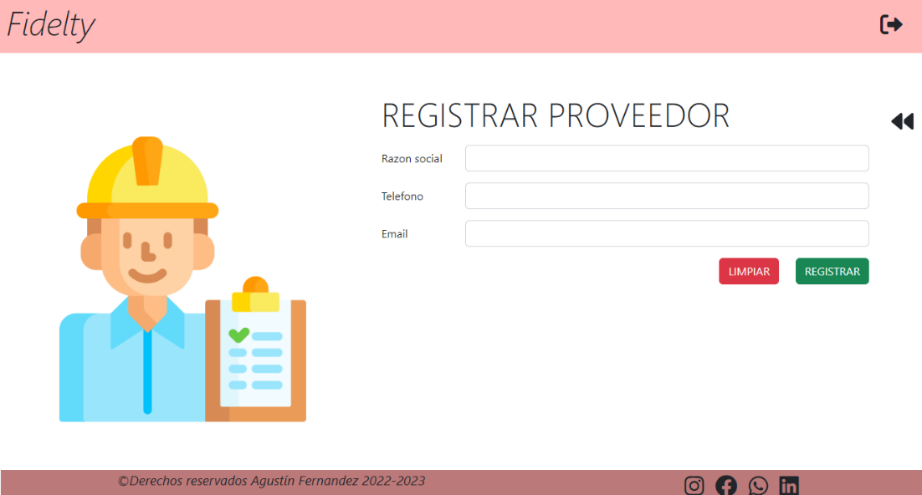 Fidelty
REGISTRAR PROVEEDOR
Razon social
Telefono
Email
LIMPIAR
REGISTRAR
©Derechos reservados Agustin Fernandez 2022-2023